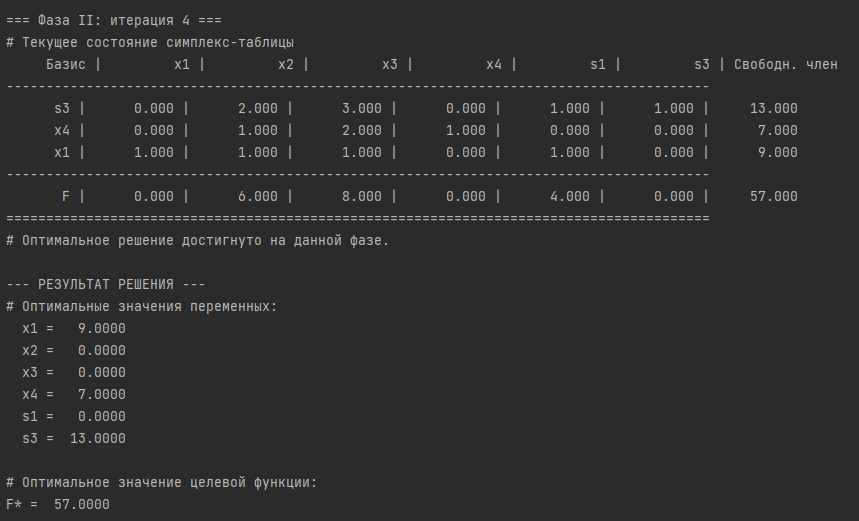 === Фаза II: итерация 4 ===
# Текущее состояние симплекс-таблицы
     Базис |         x1 |         x2 |         x3 |         x4 |         s1 |         s3 | Свободн. член
----------------------------------------------------------------------------------------
      s3 |      0.000 |      2.000 |      3.000 |      0.000 |      1.000 |      1.000 |     13.000
      x4 |      0.000 |      1.000 |      2.000 |      1.000 |      0.000 |      0.000 |      7.000
      x1 |      1.000 |      1.000 |      1.000 |      0.000 |      1.000 |      0.000 |      9.000
----------------------------------------------------------------------------------------
       F |      0.000 |      6.000 |      8.000 |      0.000 |      4.000 |      0.000 |     57.000
========================================================================================
# Оптимальное решение достигнуто на данной фазе.

--- РЕЗУЛЬТАТ РЕШЕНИЯ ---
# Оптимальные значения переменных:
  x1 =   9.0000
  x2 =   0.0000
  x3 =   0.0000
  x4 =   7.0000
  s1 =   0.0000
  s3 =  13.0000

# Оптимальное значение целевой функции:
F* =  57.0000